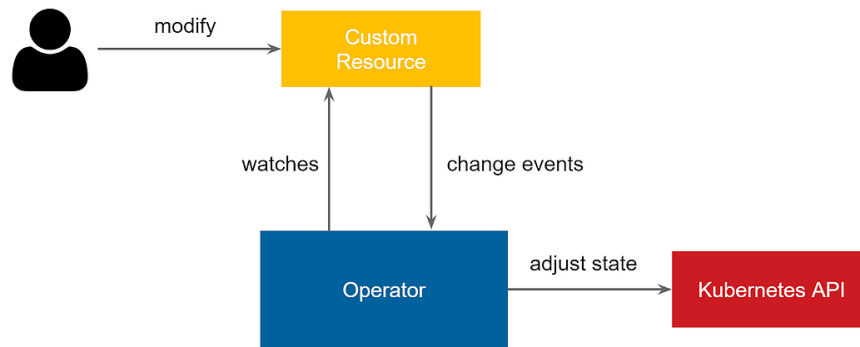 modify
Custom
Resource
watches
change events
Operator
adjust state
Kubernetes API